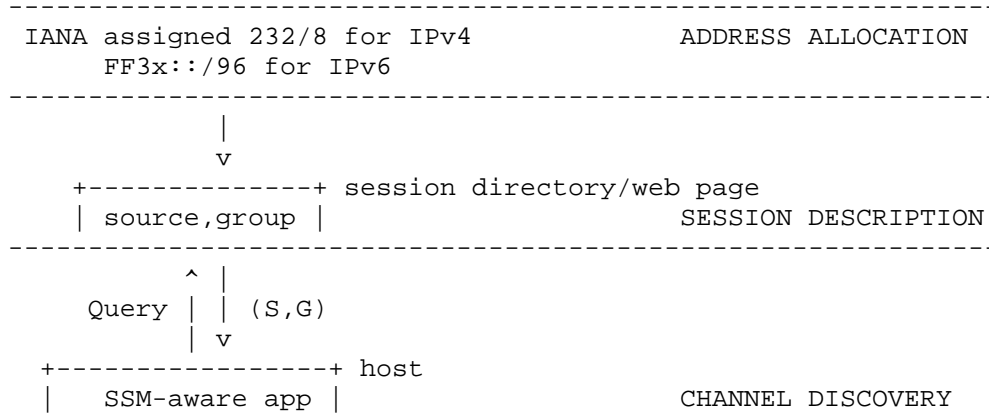 --------------------------------------------------------------
 IANA assigned 232/8 for IPv4             ADDRESS ALLOCATION
      FF3x::/96 for IPv6
--------------------------------------------------------------
             |
             v
    +--------------+ session directory/web page
    | source,group |                      SESSION DESCRIPTION
--------------------------------------------------------------
           ^ |
     Query | | (S,G)
           | v
  +-----------------+ host
  |   SSM-aware app |                     CHANNEL DISCOVERY